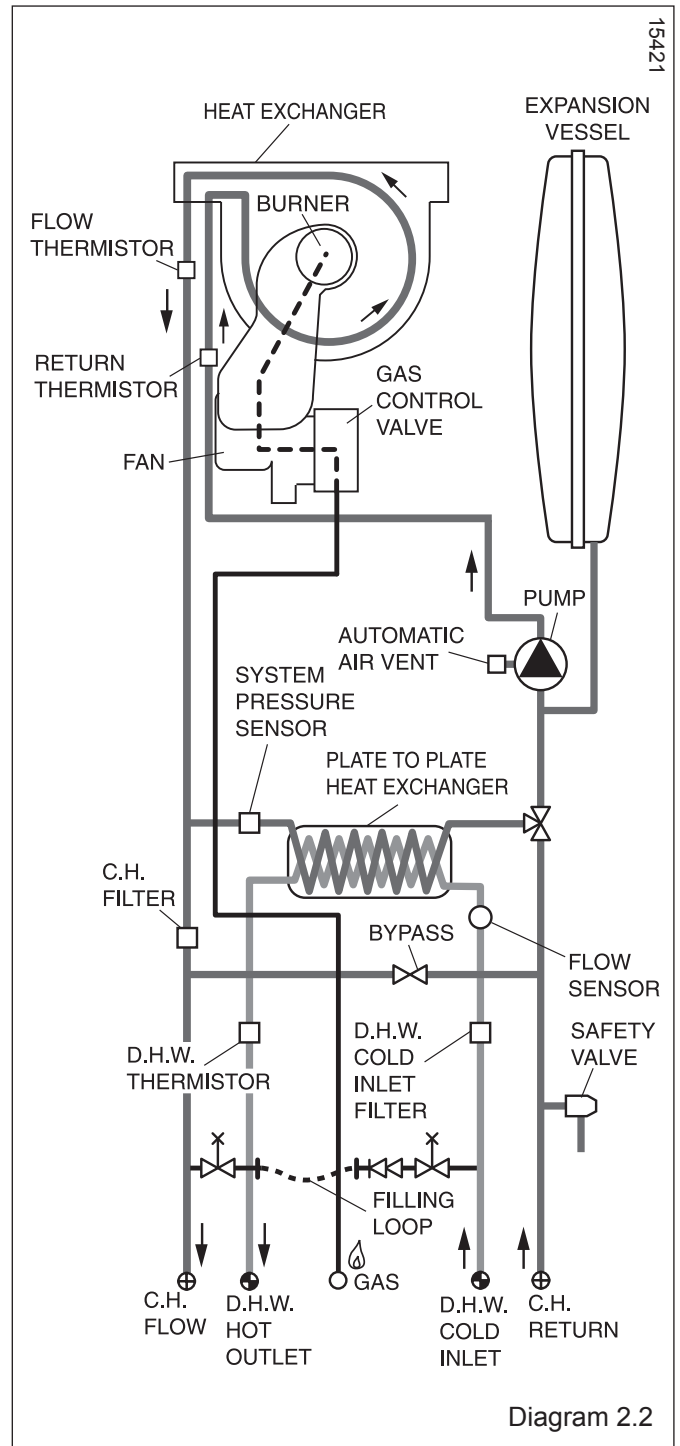 15421
HEAT EXCHANGER
EXPANSION
VESSEL
BURNER
FLOW
THERMISTOR
RETURN
THERMISTOR
GAS
CONTROL
VALVE
FAN
PUMP
AUTOMATIC
AIR VENT
SYSTEM
PRESSURE
SENSOR
PLATE TO PLATE
HEAT EXCHANGER
C.H.
FILTER
BYPASS
FLOW
SENSOR
D.H.W.
THERMISTOR
D.H.W.
COLD
INLET
FILTER
SAFETY
VALVE
FILLING
LOOP
C.H.
FLOW
D.H.W.
HOT
OUTLET
GAS
D.H.W.
COLD
INLET
C.H.
RETURN
Diagram 2.2